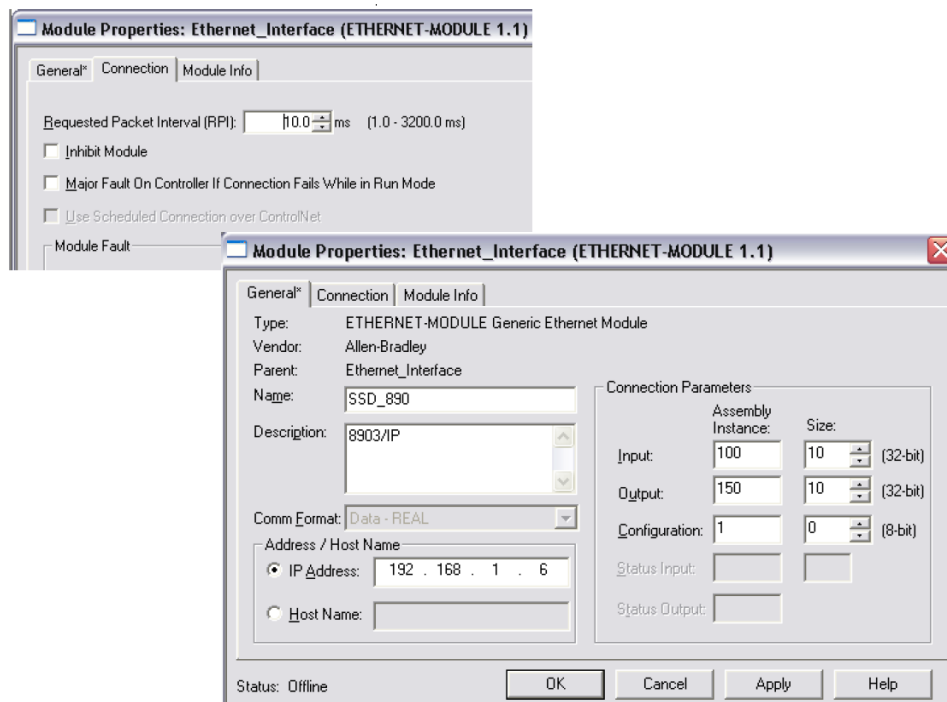 Module Properties: Ethernet_Interface (ETHERNET-MODULE 1.1)
General* Connection Module Info
Requested Packet Interval (RPI): 10.0 ms (1.0 - 3200.0 ms)
Inhibit Module
Major Fault On Controller If Connection Fails While in Run Mode
Use Scheduled Connection over ControlNet
Module Fault
Module Properties: Ethernet_Interface (ETHERNET-MODULE 1.1)
General* Connection Module Info
Type: ETHERNET-MODULE Generic Ethernet Module
Vendor: Allen-Bradley
Parent: Ethernet_Interface
Name: SSD_890
Description: 8903/IP
Comm Format: Data - REAL
Address / Host Name
IP Address: 192 . 168 . 1 . 6
Host Name:
Connection Parameters
Assembly Instance: Size:
Input: 100 10 (32-bit)
Output: 150 10 (32-bit)
Configuration: 1 0 (8-bit)
Status Input:
Status Output:
Status: Offline OK Cancel Apply Help